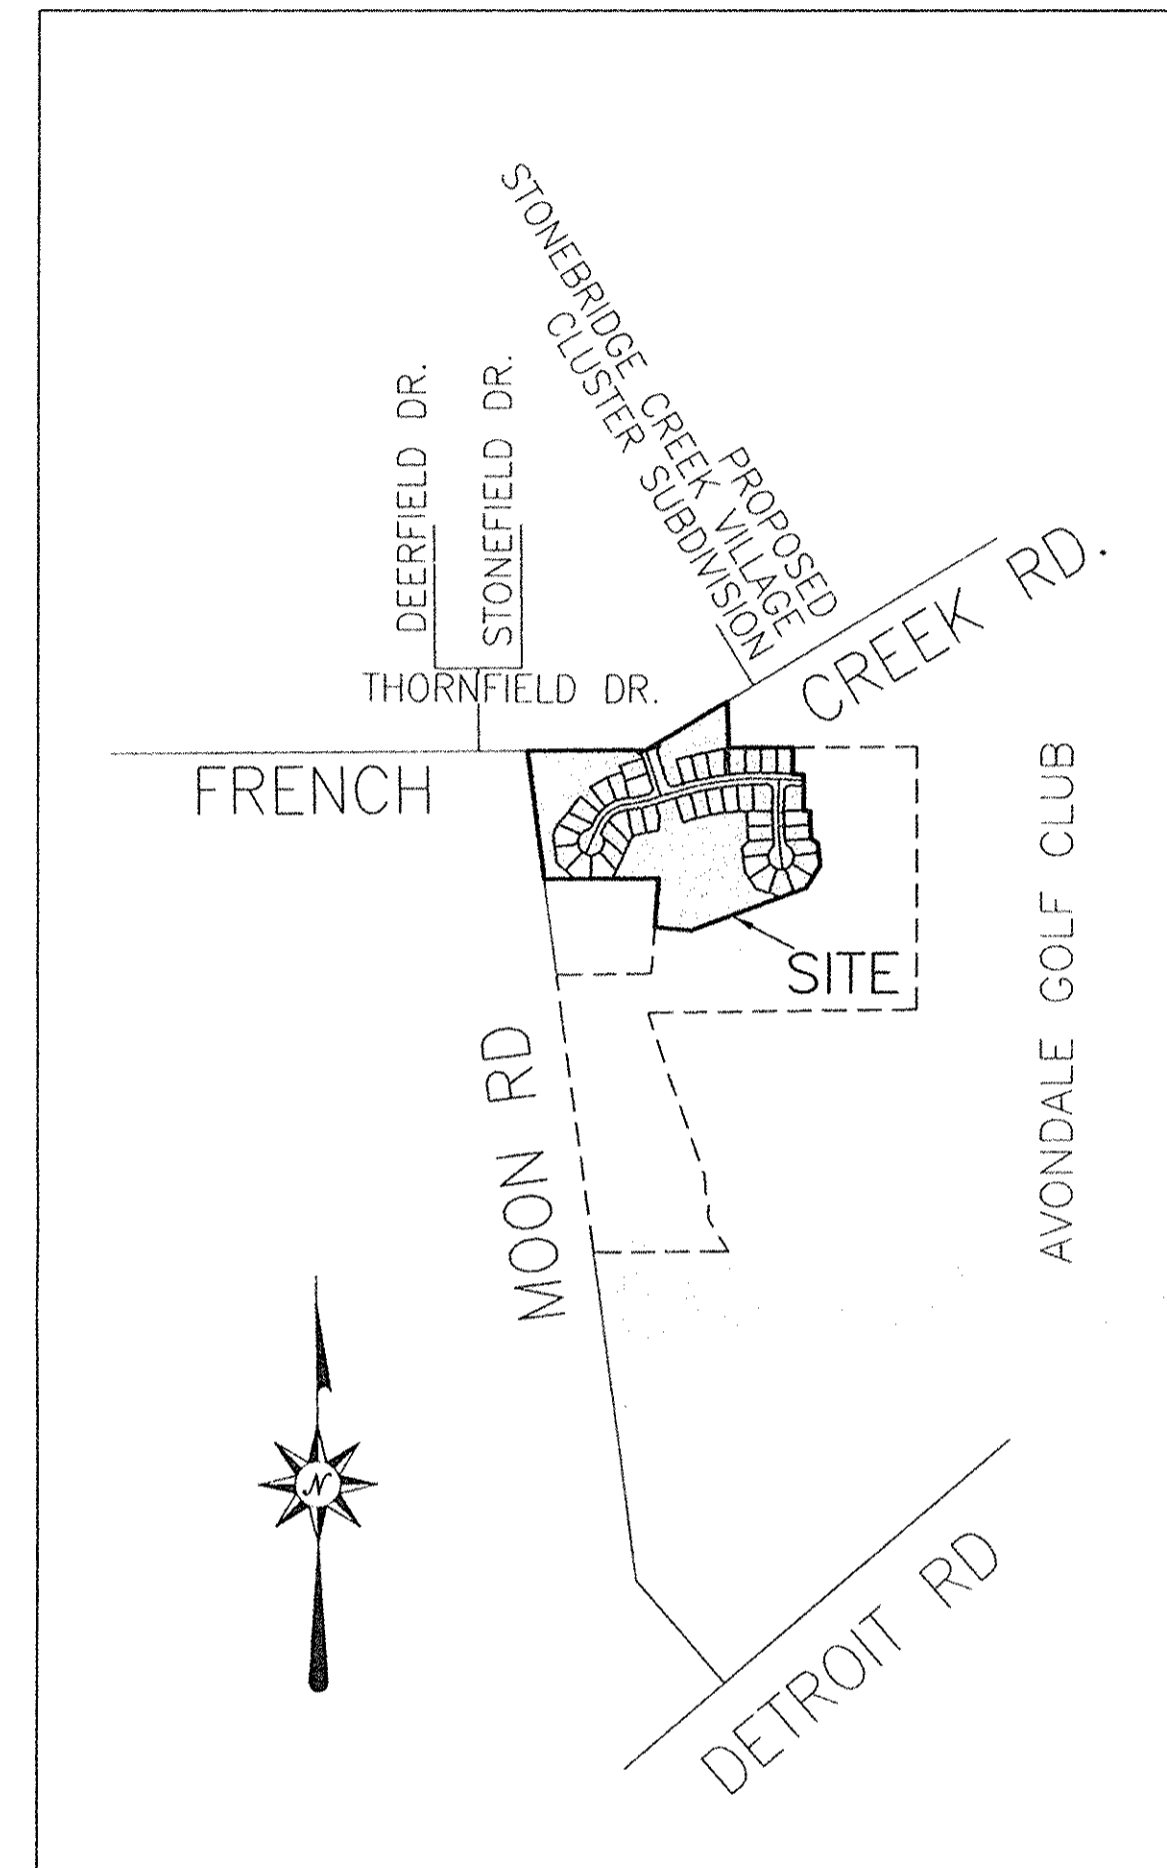 PROPOSED
STONEBRIDGE CREEK VILLAGE
CLUSTER SUBDIVISION
DEERFIELD DR.
STONEFIELD DR.
THORNFIELD DR.
FRENCH CREEK RD.
SITE
AVONDALE GOLF CLUB
MOON RD
N
DETROIT RD